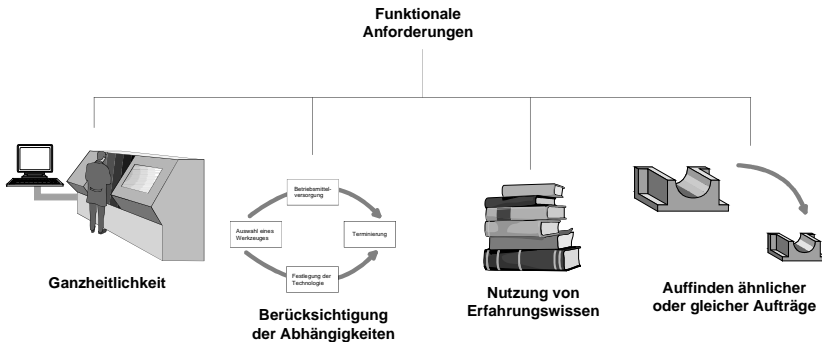 Funktionale
Anforderungen
Betriebsmittel-
versorgung
Auswahl eines
Werkzeuges
Terminierung
Festlegung der
Technologie
Ganzheitlichkeit
Berücksichtigung
der Abhängigkeiten
Nutzung von
Erfahrungswissen
Auffinden ähnlicher
oder gleicher Aufträge